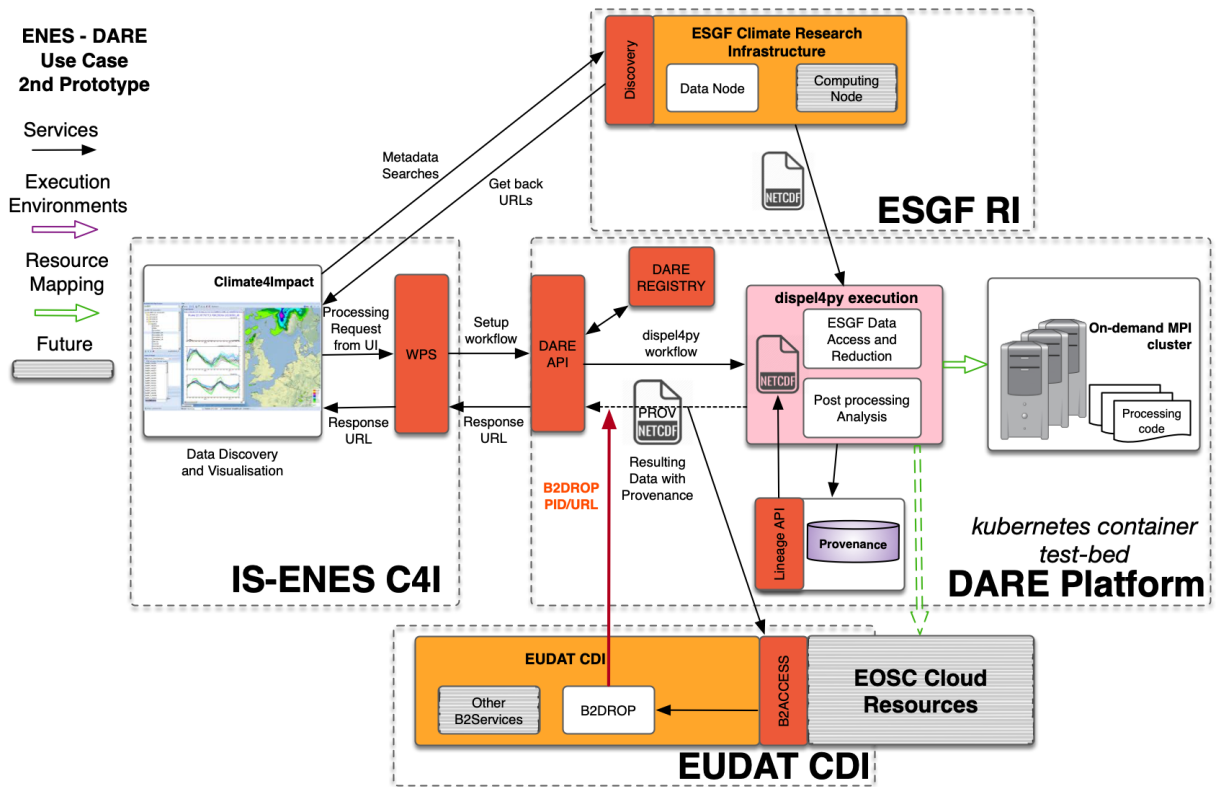 ENES - DARE
Use Case
2nd Prototype
Services
Execution
Environments
Resource
Mapping
Future
ESGF Climate Research
Infrastructure
Discovery
Data Node
Computing
Node
NETCDF
ESGF RI
Metadata
Searches
Get back
URLs
Climate4Impact
Processing
Request
from UI
WPS
Response
URL
Data Discovery
and Visualisation
IS-ENES C4I
Setup
workflow
Response
URL
DARE
API
DARE
REGISTRY
dispel4py
workflow
PROV
NETCDF
Resulting
Data with
Provenance
B2DROP
PID/URL
dispel4py execution
ESGF Data
Access and
Reduction
NETCDF
Post processing
Analysis
Lineage API
Provenance
On-demand MPI
cluster
Processing
code
kubernetes container
test-bed
DARE Platform
EUDAT CDI
Other
B2Services
B2DROP
B2ACCESS
EOSC Cloud
Resources
EUDAT CDI